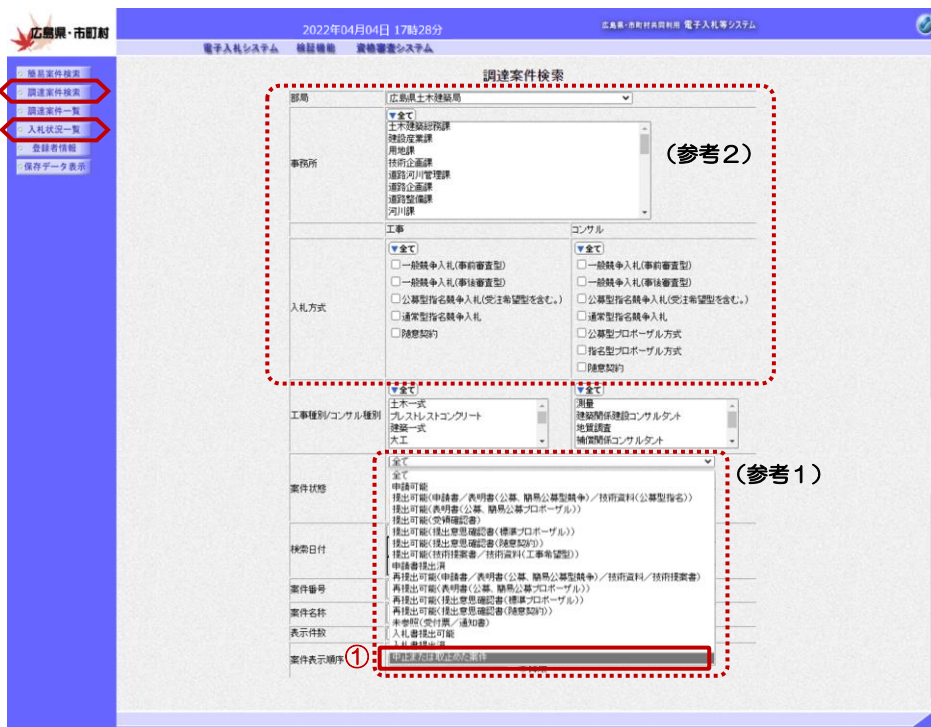 広島県・市町村
2022年04月04日 17時28分
広島県・市町村共同利用 電子入札等システム
電子入札システム 検証機能 資格審査システム
簡易案件検索
調達案件検索
調達案件一覧
入札状況一覧
登録者情報
保存データ表示
調達案件検索
部局
広島県土木建築局
事務所
▼全て
土木建築総務課
建設産業課
用地課
技術企画課
道路河川管理課
道路企画課
道路整備課
河川課
(参考2)
入札方式
工事
▼全て
一般競争入札(事前審査型)
一般競争入札(事後審査型)
公募型指名競争入札(受注希望型を含む。)
通常型指名競争入札
随意契約
コンサル
▼全て
一般競争入札(事前審査型)
一般競争入札(事後審査型)
公募型指名競争入札(受注希望型を含む。)
通常型指名競争入札
公募型プロポーザル方式
指名型プロポーザル方式
随意契約
工事種別/コンサル種別
▼全て
土木一式
プレストレストコンクリート
建築一式
大工
▼全て
測量
建築関係建設コンサルタント
地質調査
補償関係コンサルタント
案件状態
全て
全て
申請可能
提出可能(申請書/表明書(公募、簡易公募型競争)/技術資料(公募型指名))
提出可能(表明書(公募、簡易公募プロポーザル))
提出可能(受領確認書)
提出可能(提出意思確認書(標準プロポーザル))
提出可能(提出意思確認書(随意契約))
提出可能(技術提案書/技術資料(工事希望型))
申請書提出済
再提出可能(申請書/表明書(公募、簡易公募型競争)/技術資料/技術提案書)
再提出可能(表明書(公募、簡易公募プロポーザル))
再提出可能(提出意思確認書(標準プロポーザル))
再提出可能(提出意思確認書(随意契約))
未参照(受付票/通知書)
入札書提出可能
入札書提出済
中止または取止めた案件
(参考1)
検索日付
案件番号
案件名称
表示件数
案件表示順序
①